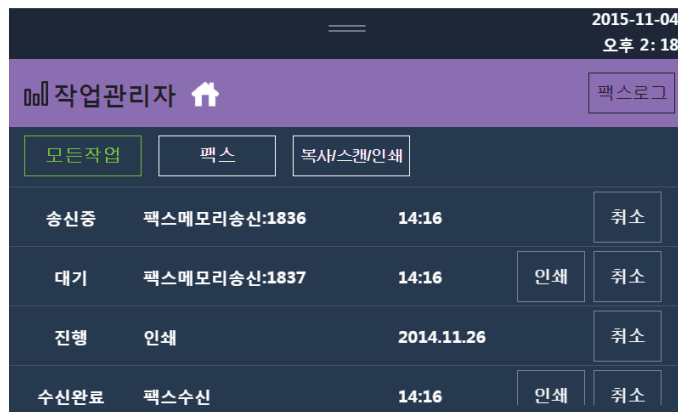 2015-11-04
오후 2: 18
작업관리자
팩스로그
모든작업 팩스 복사/스캔/인쇄
송신중 팩스메모리송신:1836 14:16 취소
대기 팩스메모리송신:1837 14:16 인쇄 취소
진행 인쇄 2014.11.26 취소
수신완료 팩스수신 14:16 인쇄 취소